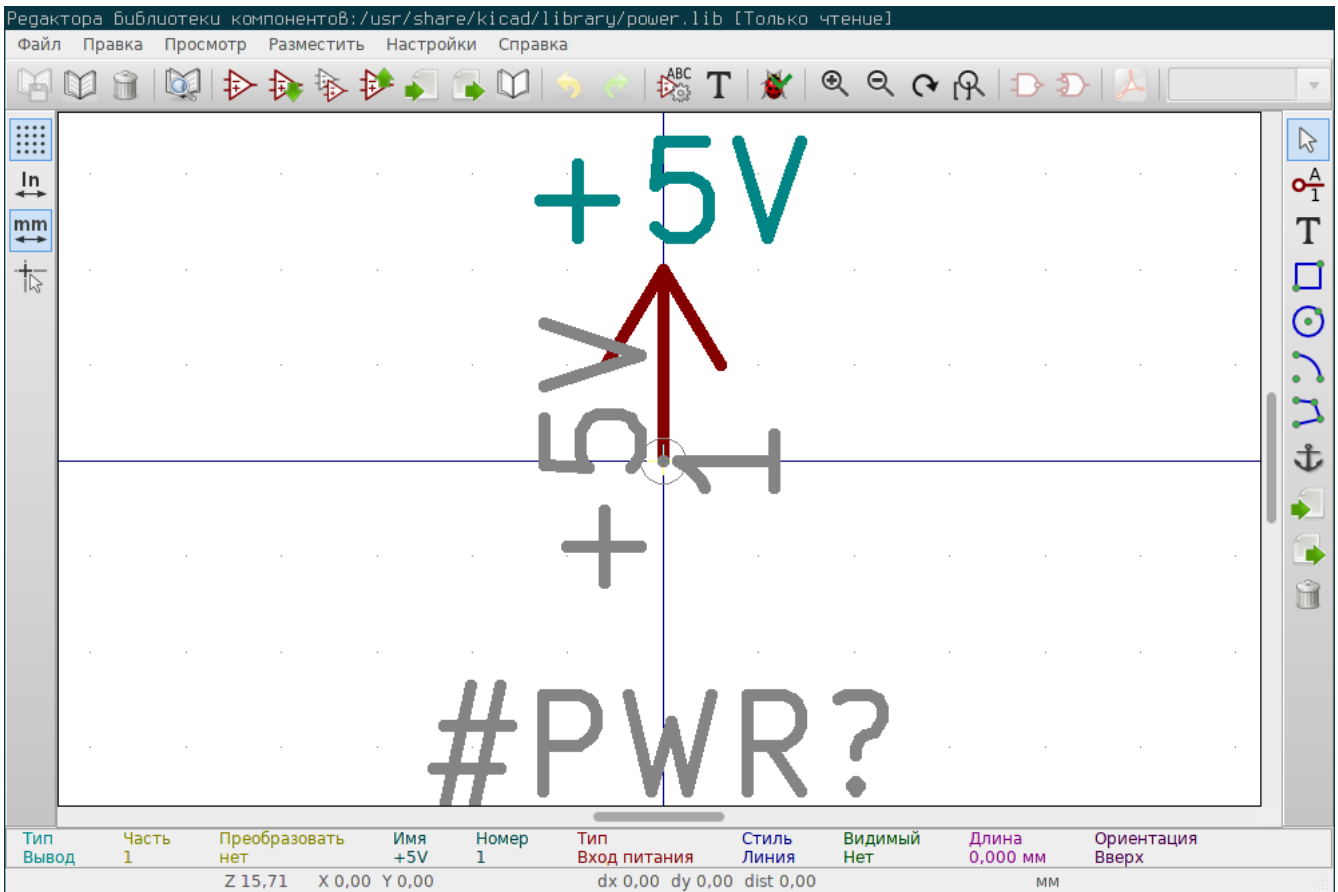 Редактора библиотеки компонентов:/usr/share/kicad/library/power.lib [Только чтение]
Файл Правка Просмотр Разместить Настройки Справка
ABC T
In
mm
A
1
T
+5V
+5V
1
#PWR?
Тип Часть Преобразовать Имя Номер Тип Стиль Видимый Длина Ориентация
Вывод 1 нет +5V 1 Вход питания Линия Нет 0,000 мм Вверх
Z 15,71 X 0,00 Y 0,00 dx 0,00 dy 0,00 dist 0,00 мм